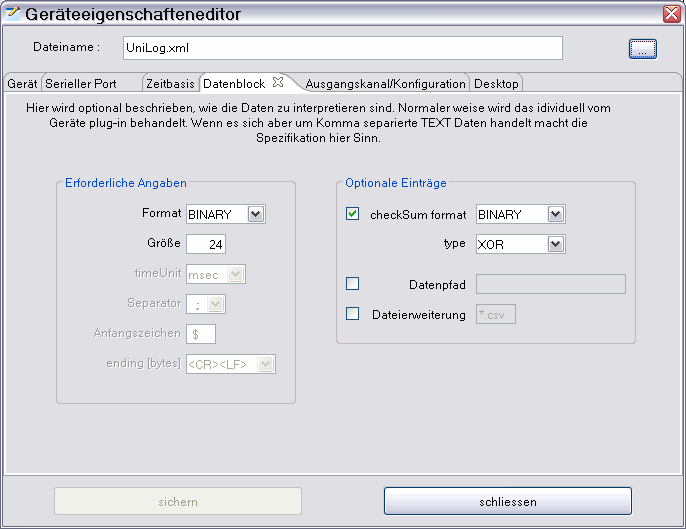 Geräteeigenschafteneditor
Dateiname : UniLog.xml ...
Gerät Serieller Port Zeitbasis Datenblock Ausgangskanal/Konfiguration Desktop
Hier wird optional beschrieben, wie die Daten zu interpretieren sind. Normaler weise wird das idividuell vom
Geräte plug-in behandelt. Wenn es sich aber um Komma separierte TEXT Daten handelt macht die
Spezifikation hier Sinn.
Erforderliche Angaben
Format BINARY
Größe 24
timeUnit msec
Separator ;
Anfangszeichen $
ending [bytes] <CR><LF>
Optionale Einträge
checkSum format BINARY
type XOR
Datenpfad
Dateierweiterung *.csv
sichern schliessen